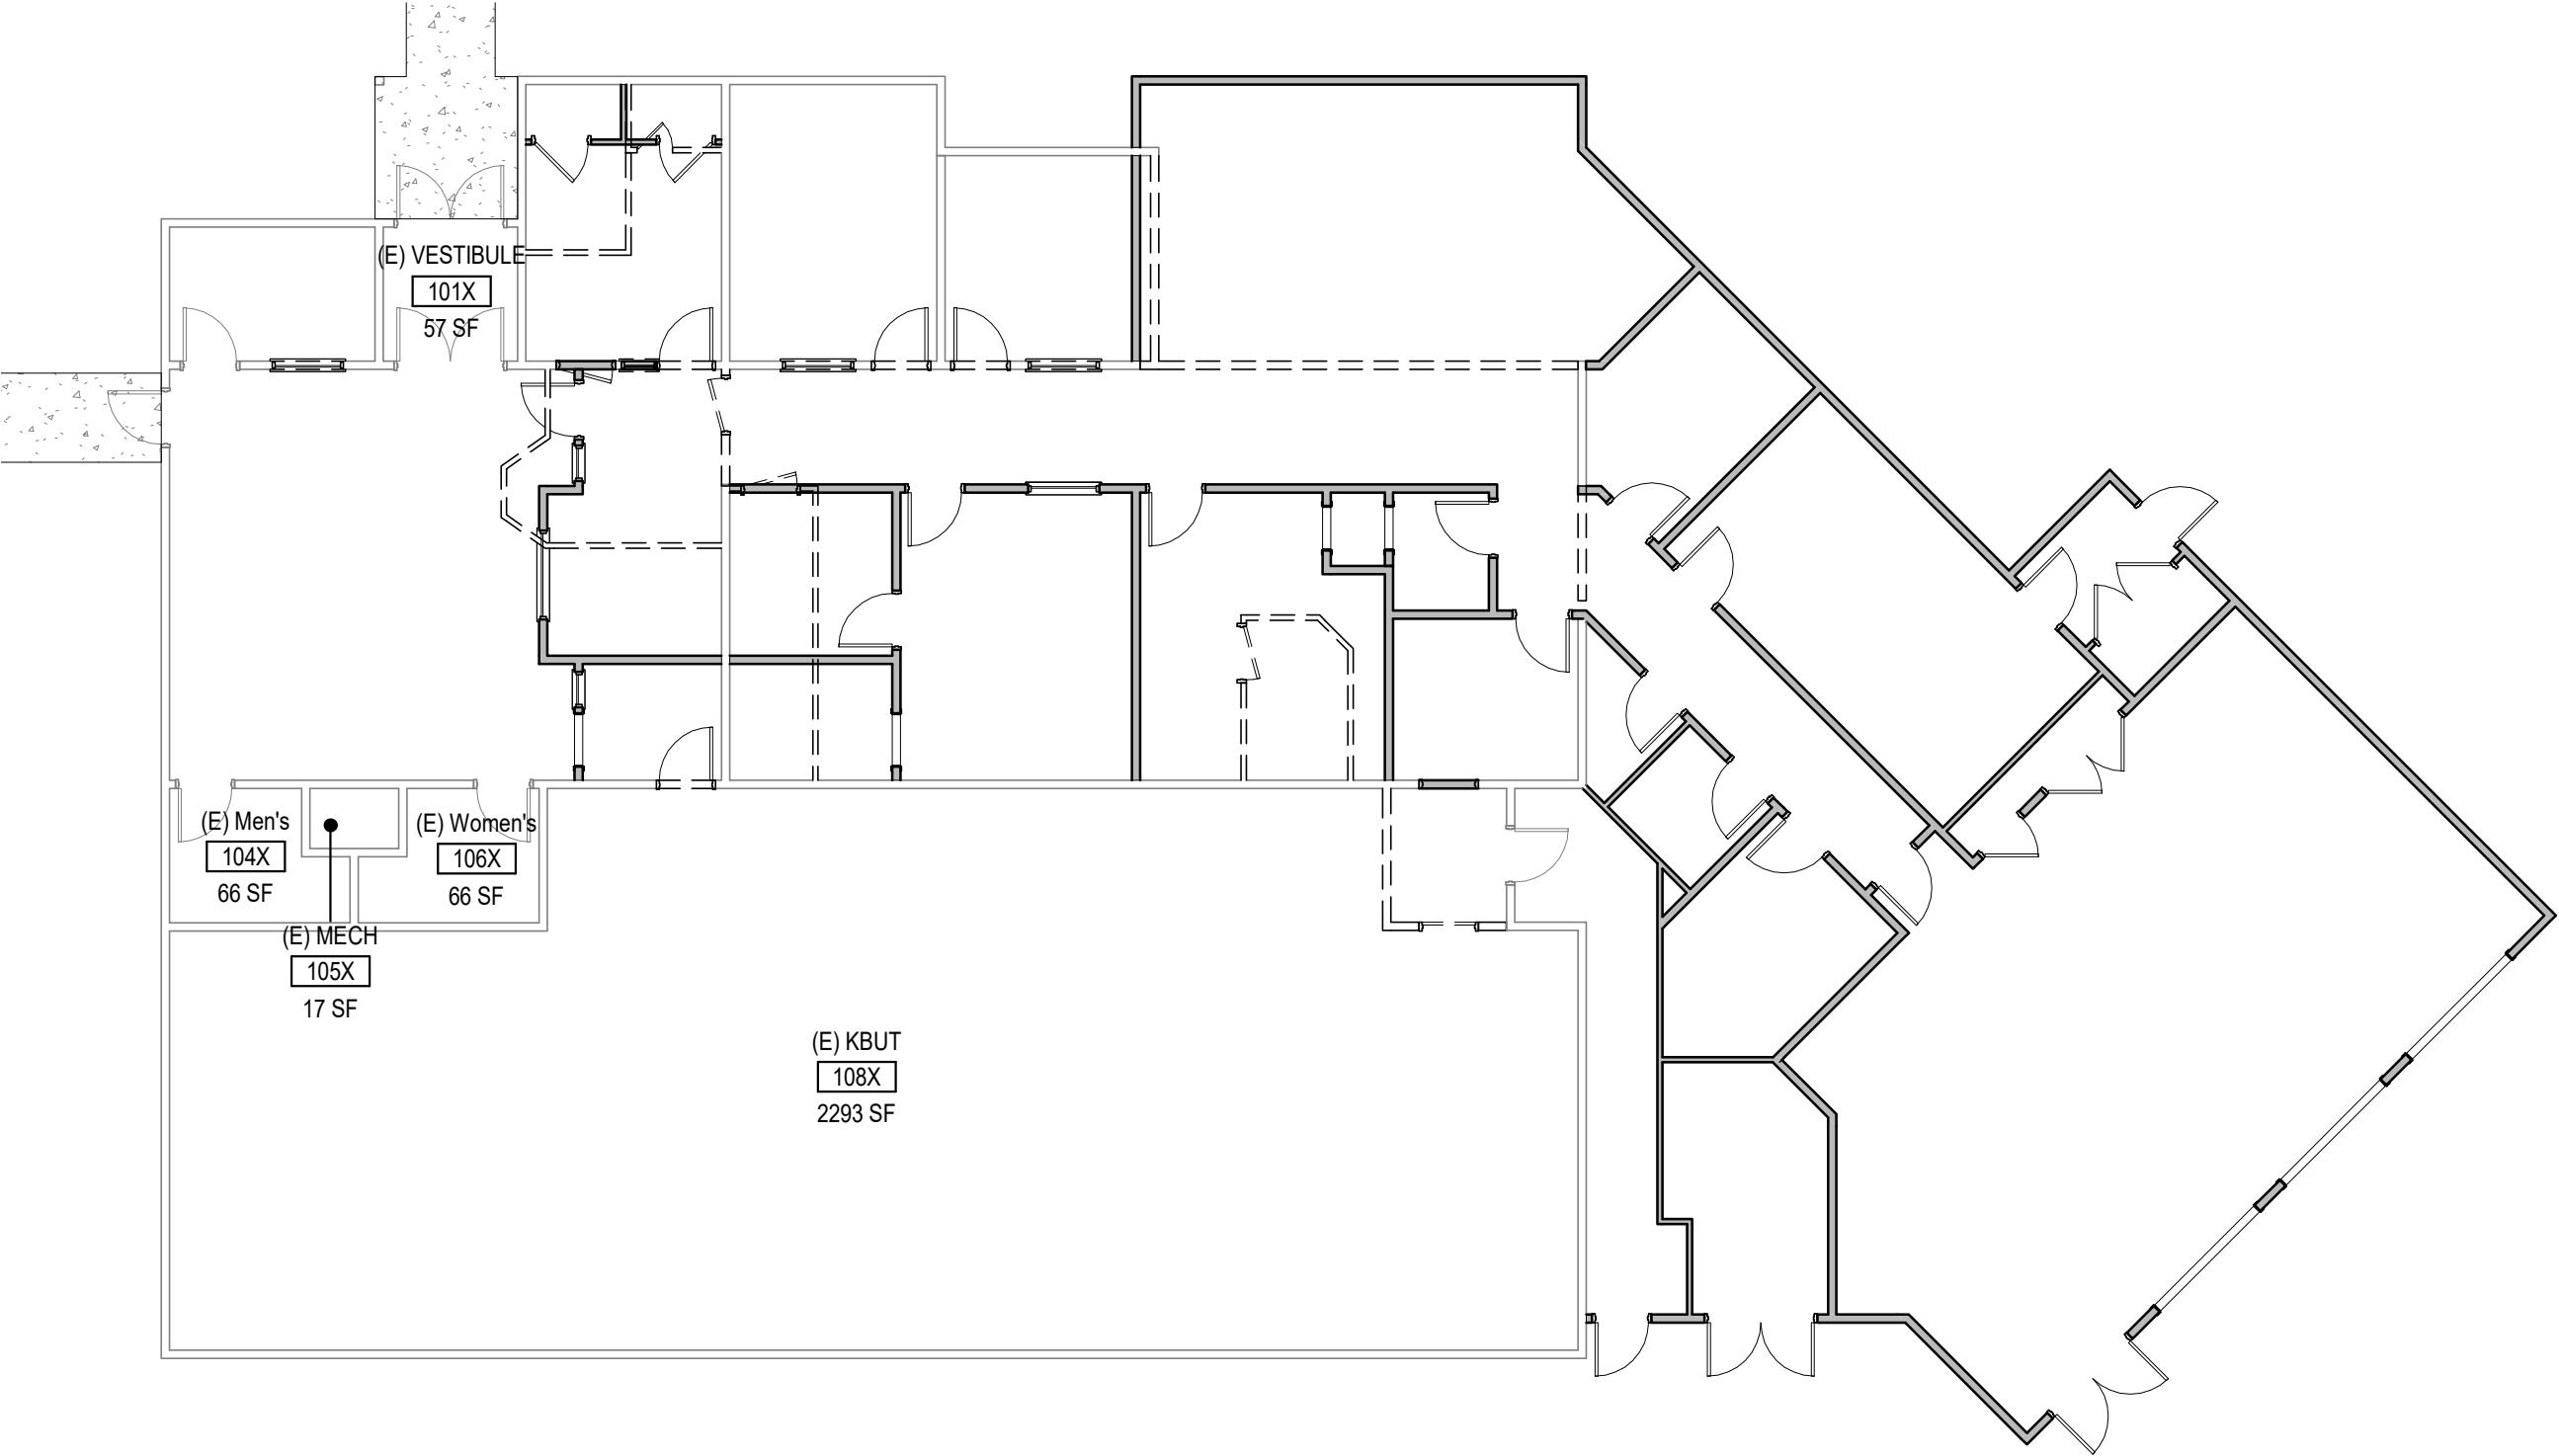 (E) VESTIBULE
101X
57 SF
(E) Men's
104X
66 SF
(E) Women's
106X
66 SF
(E) MECH
105X
17 SF
(E) KBUT
108X
2293 SF